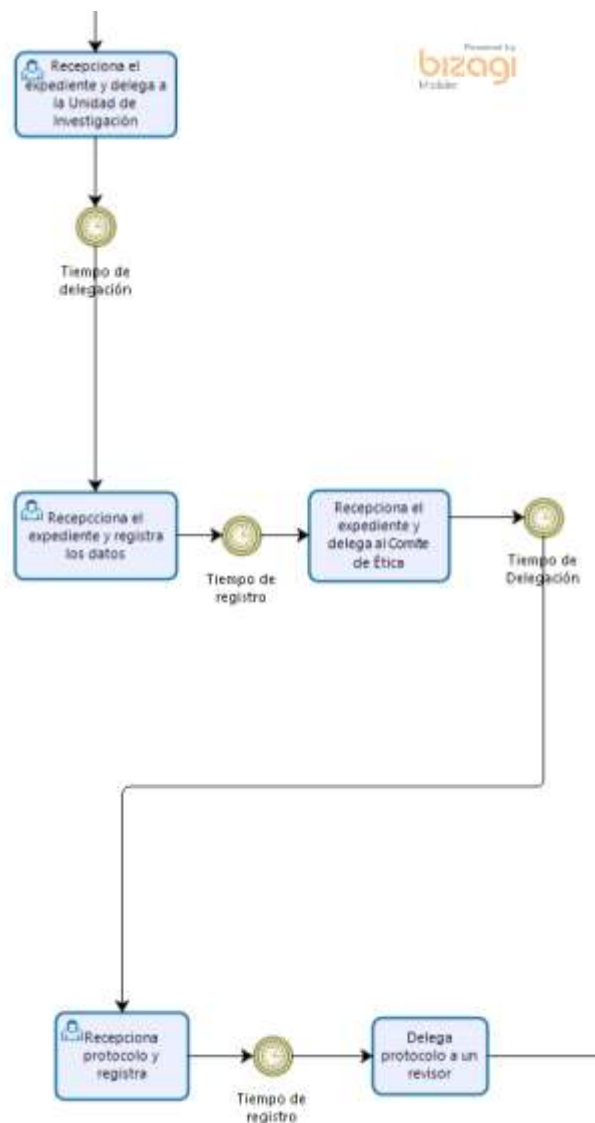 Recepciona el
expediente y delega a
la Unidad de
Investigación
Powered by
bizagi
Modeler
Tiempo de
delegación
Recepcciona el
expediente y registra
los datos
Tiempo de
registro
Recepciona el
expediente y
delega al Comite
de Ética
Tiempo de
Delegación
Recepciona
protocolo y
registra
Tiempo de
registro
Delega
protocolo a un
revisor